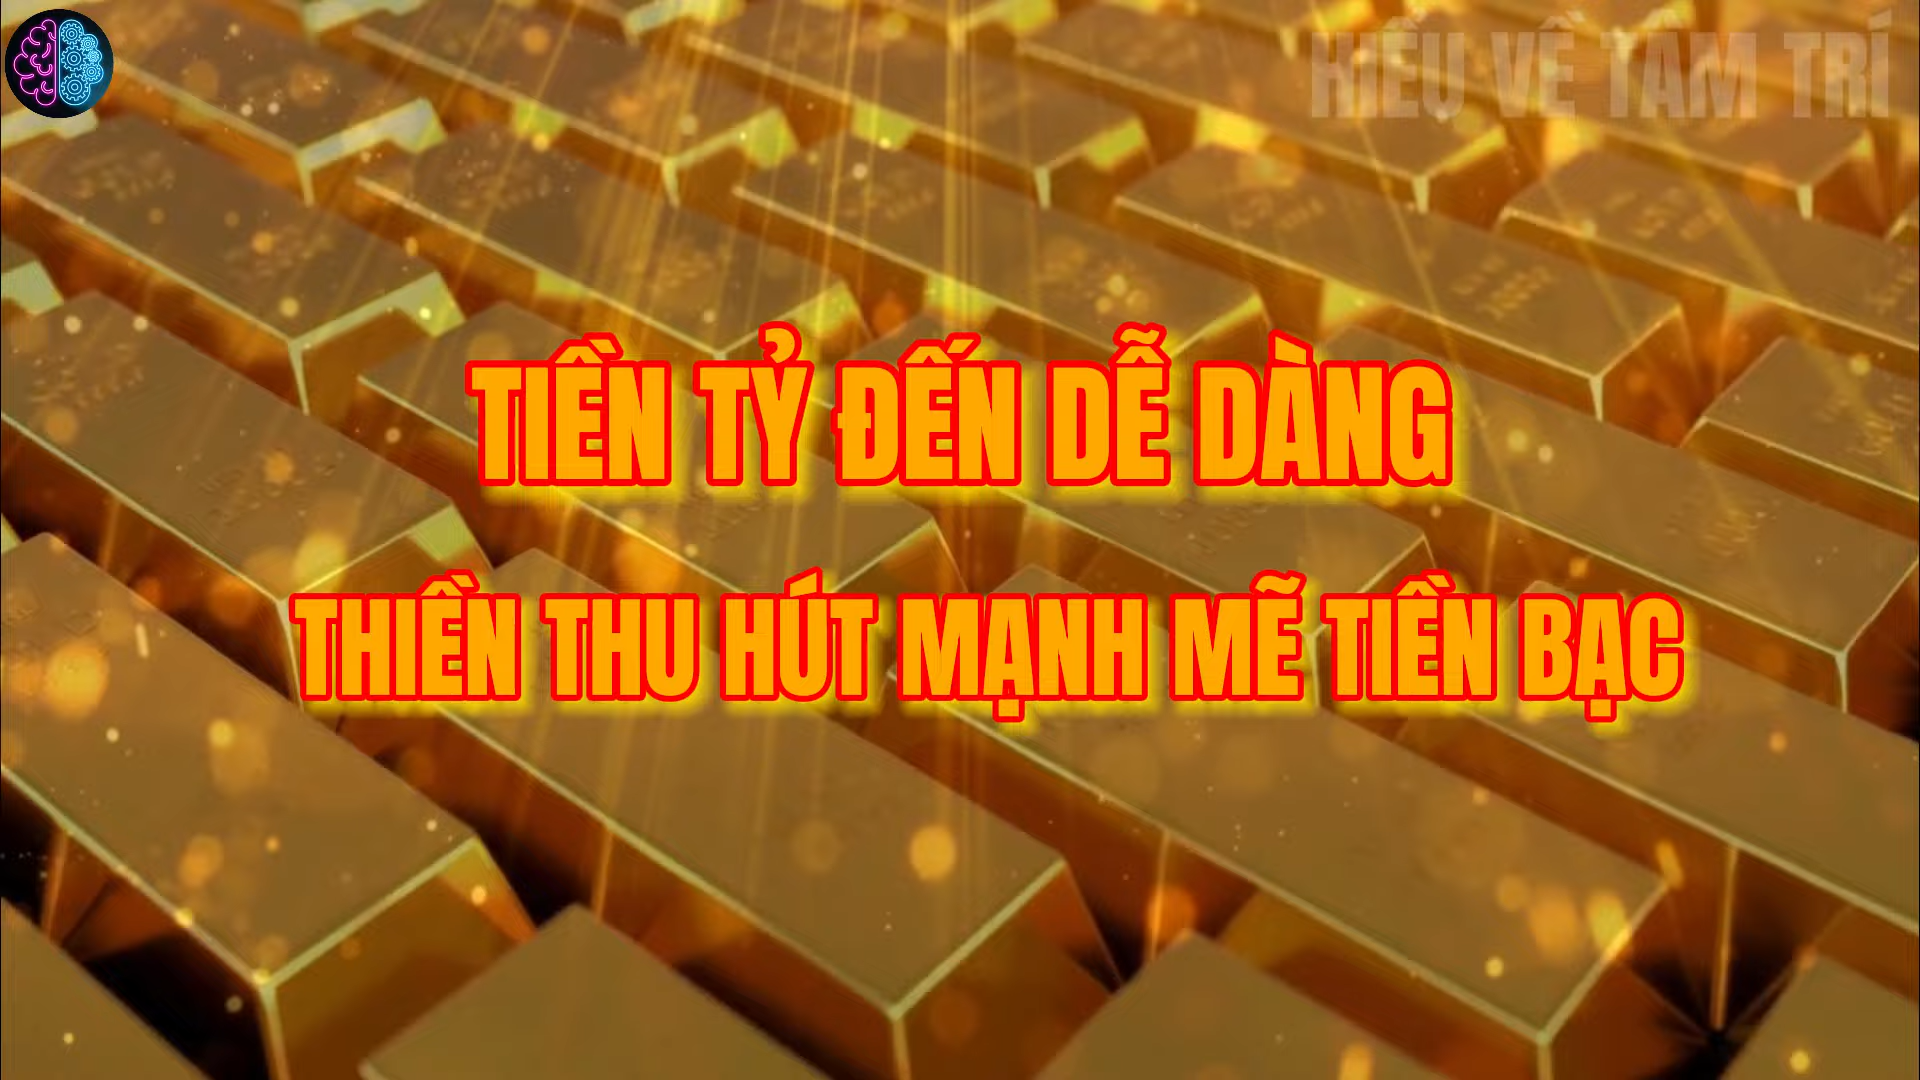 HIỂU VỀ TÂM TRÍ
TIỀN TỶ ĐẾN DỄ DÀNG
THIỀN THU HÚT MẠNH MẼ TIỀN BẠC